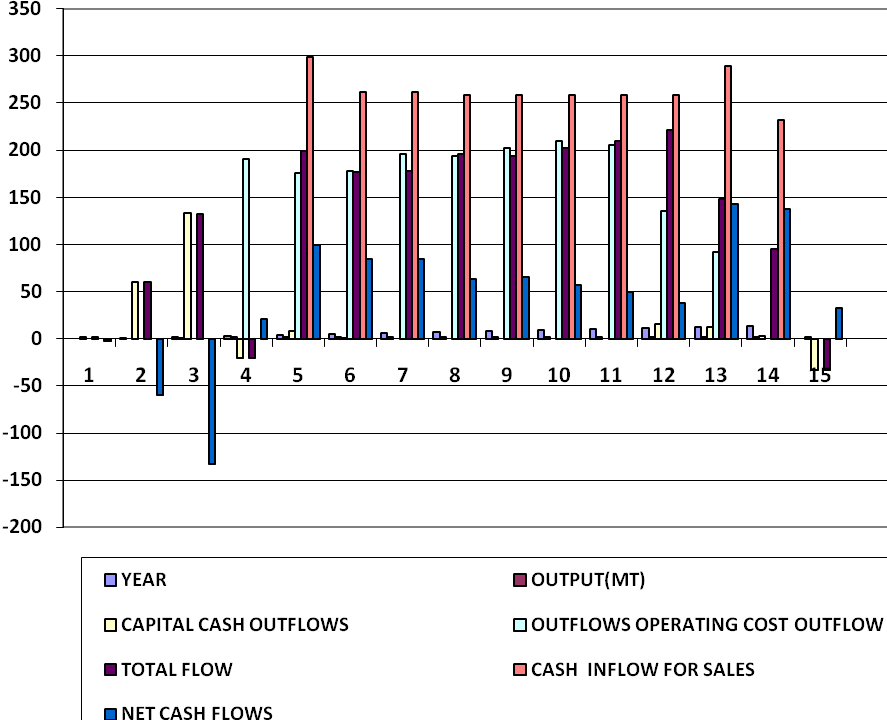 350
300
250
200
150
100
50
0
1 2 3 4 5 6 7 8 9 10 11 12 13 14 15
-50
-100
-150
-200
YEAR OUTPUT(MT)
CAPITAL CASH OUTFLOWS OUTFLOWS OPERATING COST OUTFLOW
TOTAL FLOW CASH INFLOW FOR SALES
NET CASH FLOWS